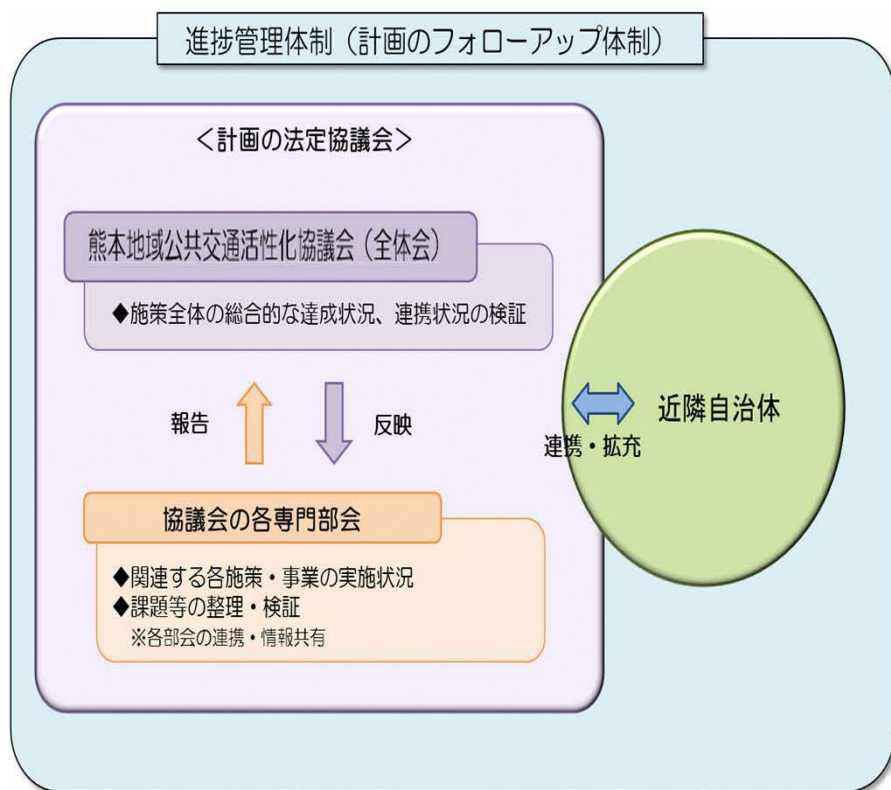 進捗管理体制（計画のフォローアップ体制）
＜計画の法定協議会＞
熊本地域公共交通活性化協議会（全体会）
◆施策全体の総合的な達成状況、連携状況の検証
報告
反映
近隣自治体
連携・拡充
協議会の各専門部会
◆関連する各施策・事業の実施状況
◆課題等の整理・検証
※各部会の連携・情報共有